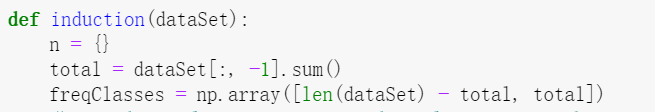 def induction(dataSet):
    n = {}
    total = dataSet[:, -1].sum()
    freqClasses = np.array([len(dataSet) - total, total])